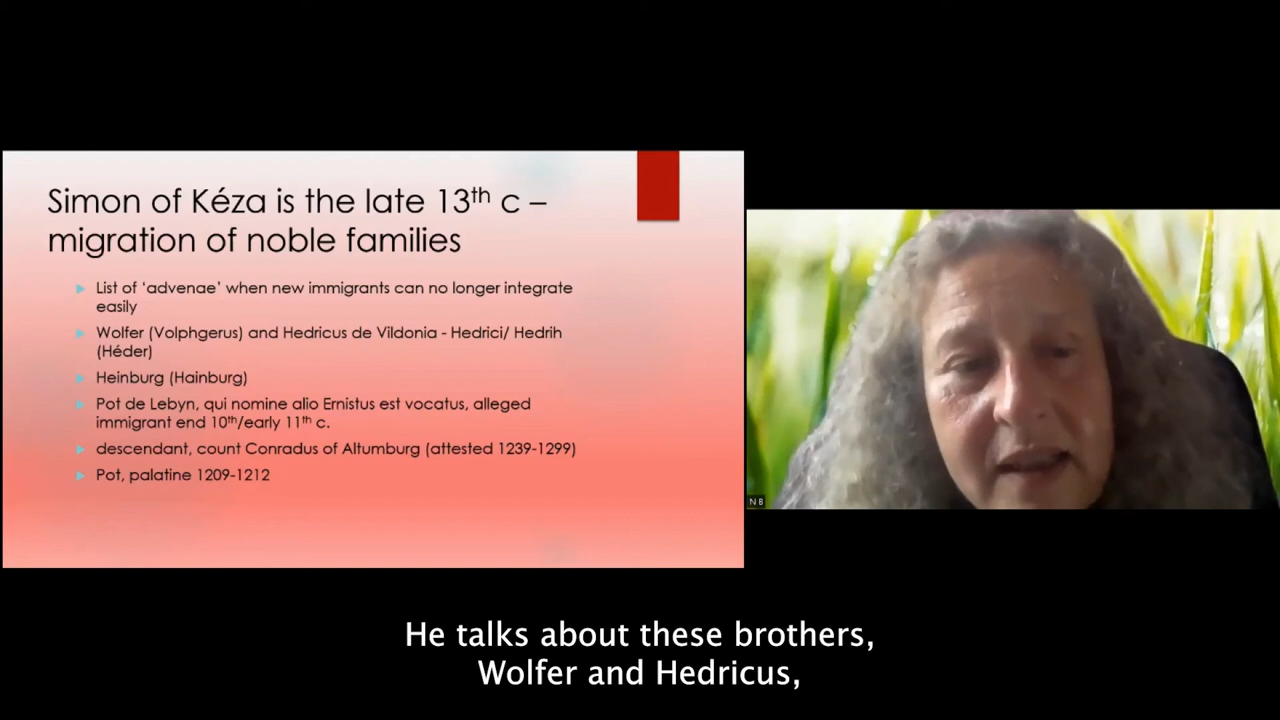 Simon of Kéza is the late 13th c –
migration of noble families
List of ‘advenae’ when new immigrants can no longer integrate
easily
Wolfer (Volphgerus) and Hedricus de Vildonia - Hedrici/ Hedrih
(Héder)
Heinburg (Hainburg)
Pot de Lebyn, qui nomine alio Ernistus est vocatus, alleged
immigrant end 10th/early 11th c.
descendant, count Conradus of Altumburg (attested 1239-1299)
Pot, palatine 1209-1212
N B
He talks about these brothers,
Wolfer and Hedricus,